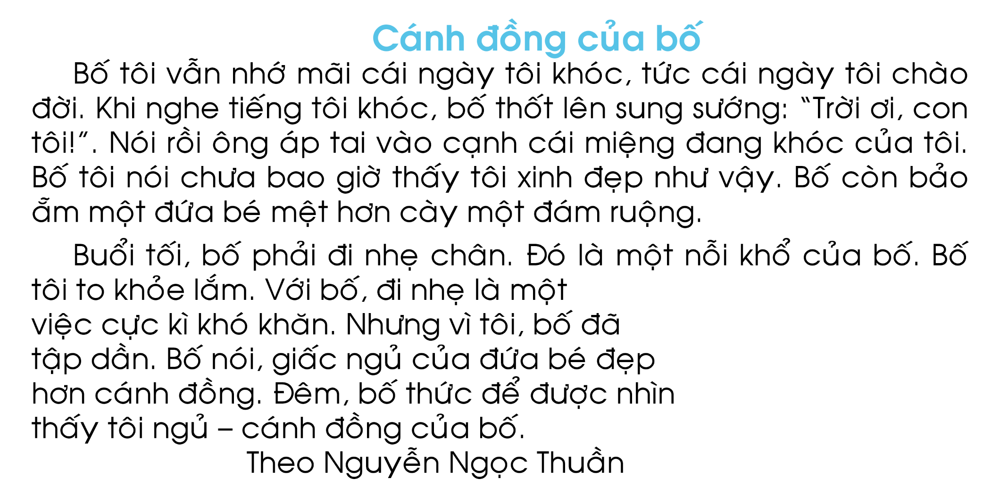 Cánh đồng của bố
Bố tôi vẫn nhớ mãi cái ngày tôi khóc, tức cái ngày tôi chào
đời. Khi nghe tiếng tôi khóc, bố thốt lên sung sướng: “Trời ơi, con
tôi!”. Nói rồi ông áp tai vào cạnh cái miệng đang khóc của tôi.
Bố tôi nói chưa bao giờ thấy tôi xinh đẹp như vậy. Bố còn bảo
ẵm một đứa bé mệt hơn cày một đám ruộng.
Buổi tối, bố phải đi nhẹ chân. Đó là một nỗi khổ của bố. Bố
tôi to khỏe lắm. Với bố, đi nhẹ là một
việc cực kì khó khăn. Nhưng vì tôi, bố đã
tập dần. Bố nói, giấc ngủ của đứa bé đẹp
hơn cánh đồng. Đêm, bố thức để được nhìn
thấy tôi ngủ – cánh đồng của bố.
Theo Nguyễn Ngọc Thuần